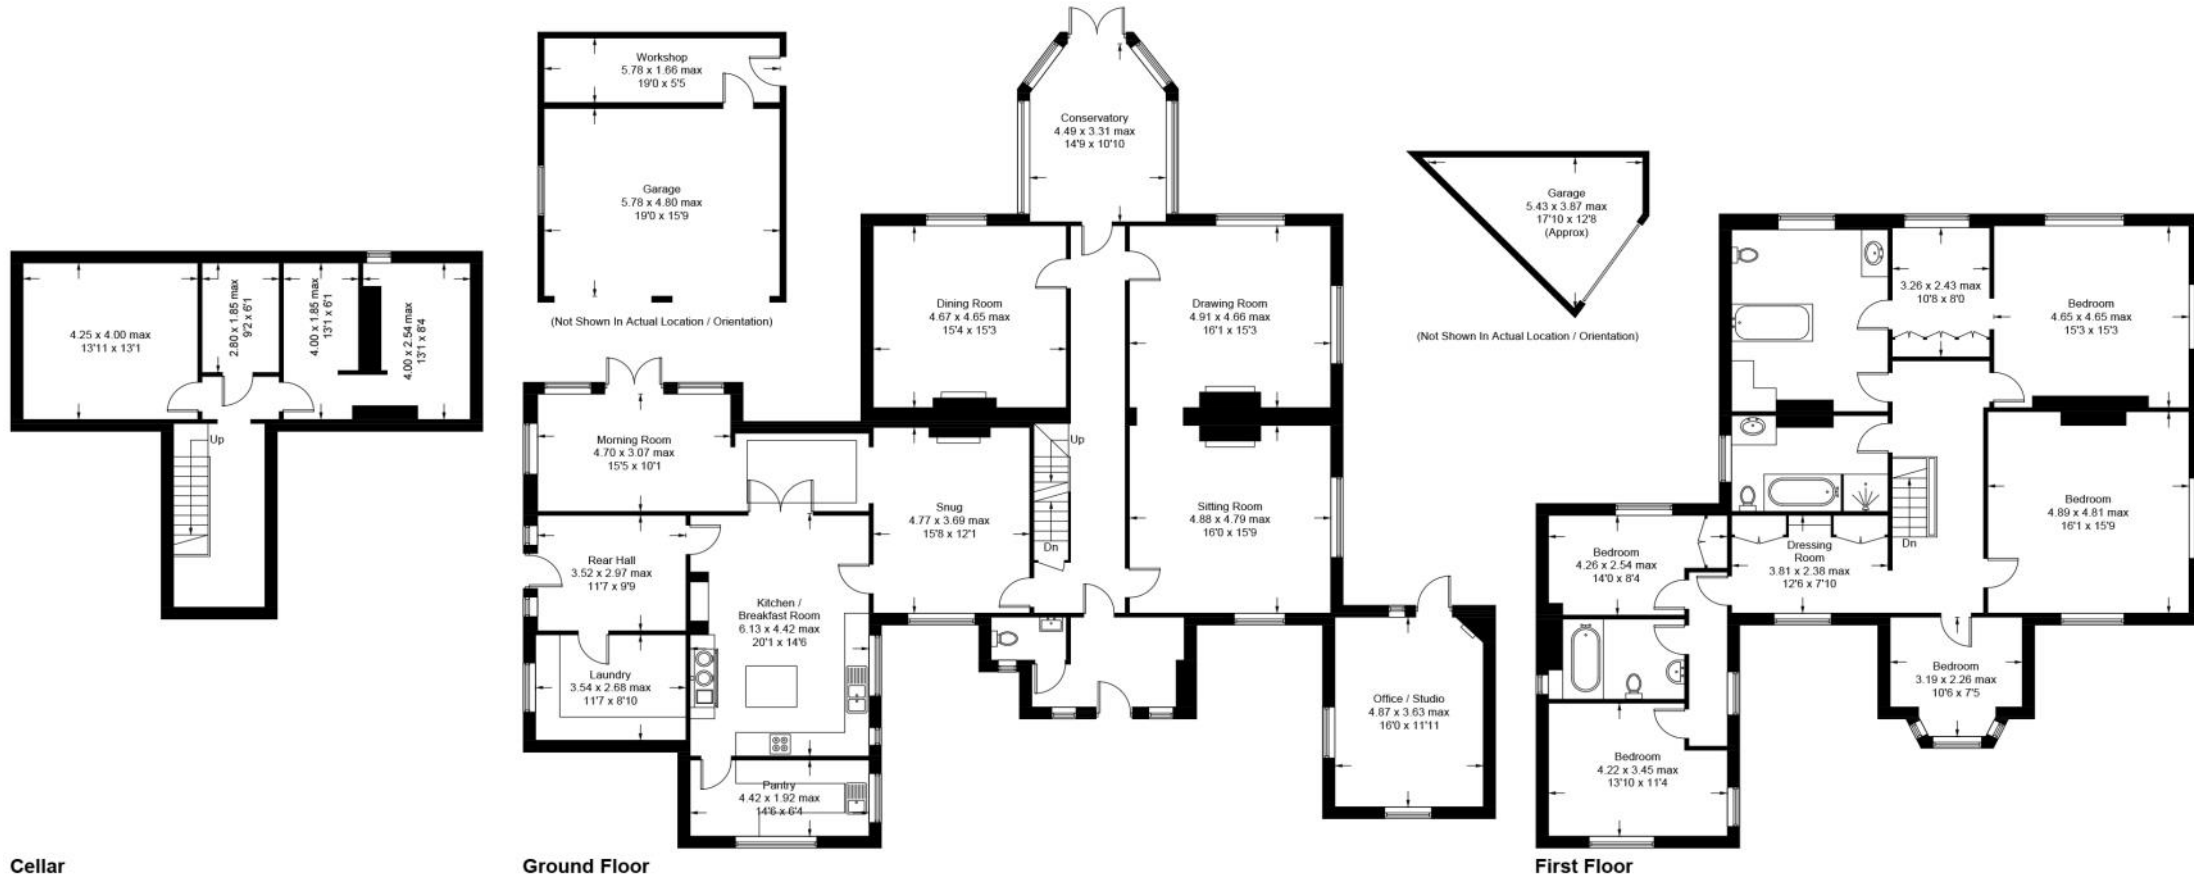 4.25 x 4.00 max
13'11 x 13'1
2.80 x 1.85 max
9'2 x 6'1
4.00 x 1.85 max
13'1 x 6'1
4.00 x 2.54 max
13'1 x 8'4
Up
Cellar
Workshop
5.78 x 1.66 max
19'0 x 5'5
Garage
5.78 x 4.80 max
19'0 x 15'9
(Not Shown In Actual Location / Orientation)
Conservatory
4.49 x 3.31 max
14'9 x 10'10
Dining Room
4.67 x 4.65 max
15'4 x 15'3
Drawing Room
4.91 x 4.66 max
16'1 x 15'3
Morning Room
4.70 x 3.07 max
15'5 x 10'1
Up
Snug
4.77 x 3.69 max
15'8 x 12'1
Dn
Sitting Room
4.88 x 4.79 max
16'0 x 15'9
Rear Hall
3.52 x 2.97 max
11'7 x 9'9
Kitchen /
Breakfast Room
6.13 x 4.42 max
20'1 x 14'6
Laundry
3.54 x 2.68 max
11'7 x 8'10
Pantry
4.42 x 1.92 max
14'6 x 6'4
Office / Studio
4.87 x 3.63 max
16'0 x 11'11
Ground Floor
Garage
5.43 x 3.87 max
17'10 x 12'8
(Approx)
(Not Shown In Actual Location / Orientation)
3.26 x 2.43 max
10'8 x 8'0
Bedroom
4.65 x 4.65 max
15'3 x 15'3
Bedroom
4.89 x 4.81 max
16'1 x 15'9
Dn
Bedroom
4.26 x 2.54 max
14'0 x 8'4
Dressing
Room
3.81 x 2.38 max
12'6 x 7'10
Bedroom
3.19 x 2.26 max
10'6 x 7'5
Bedroom
4.22 x 3.45 max
13'10 x 11'4
First Floor